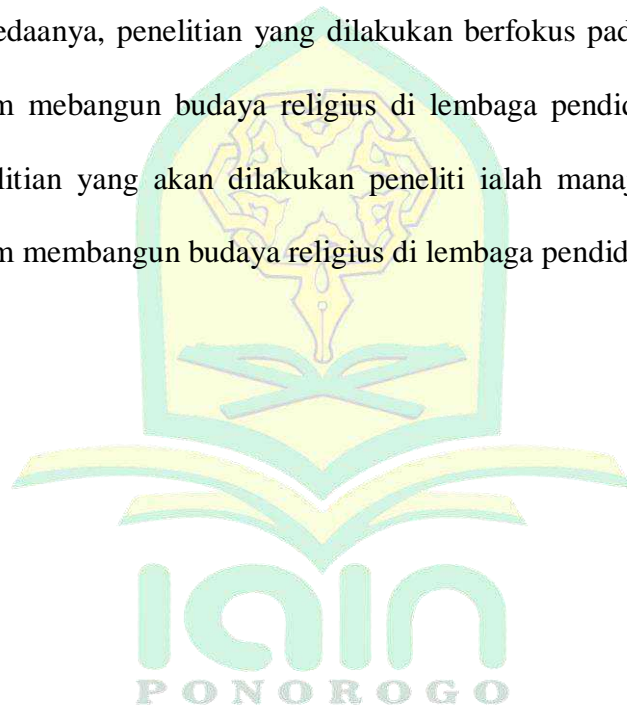 edaanya, penelitian yang dilakukan berfokus pad
m mebangun budaya religius di lembaga pendid
litian yang akan dilakukan peneliti ialah manaj
m membangun budaya religius di lembaga pendid
iain
PONOROGO